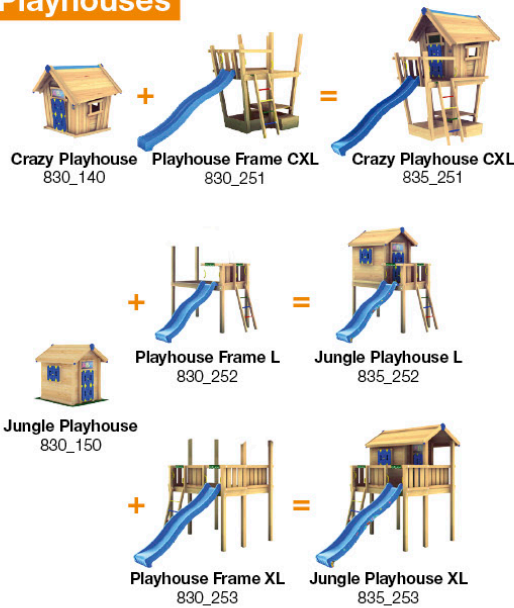 Playhouses
Crazy Playhouse
830_140
Playhouse Frame CXL
830_251
Crazy Playhouse CXL
835_251
Playhouse Frame L
830_252
Jungle Playhouse L
835_252
Jungle Playhouse
830_150
Playhouse Frame XL
830_253
Jungle Playhouse XL
835_253